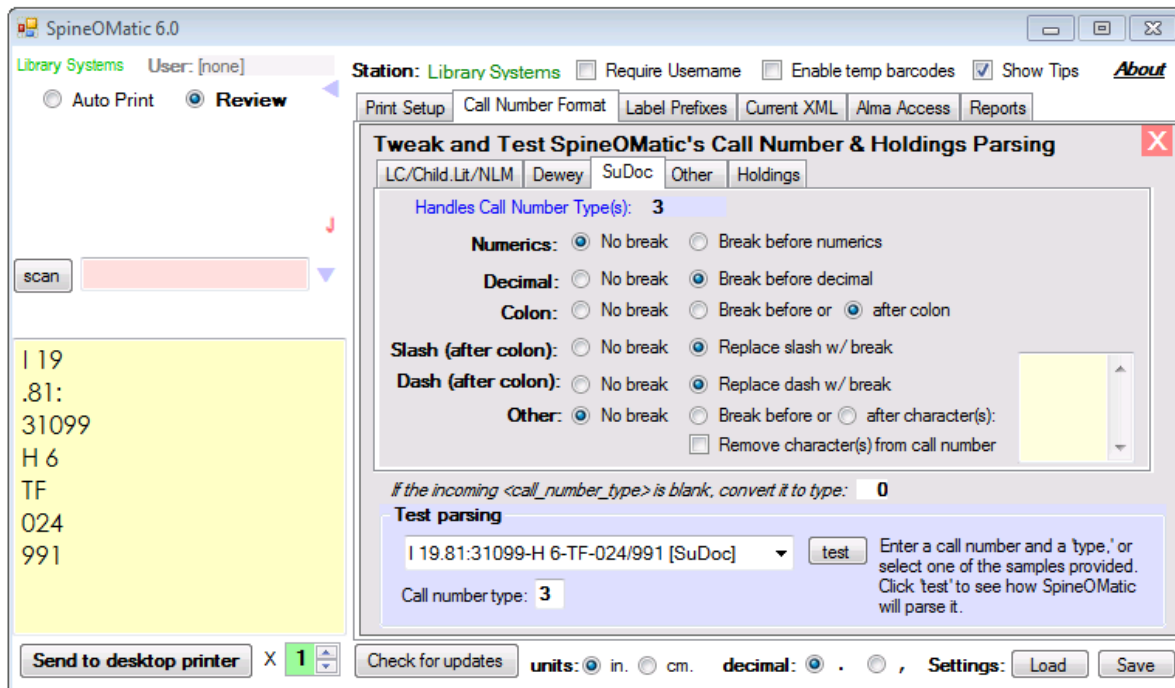 SpineOMatic 6.0
Library Systems User: [none]
Auto Print Review
J
scan
I 19
.81:
31099
H 6
TF
024
991
Send to desktop printer X 1
Station: Library Systems Require Username Enable temp barcodes Show Tips About
Print Setup Call Number Format Label Prefixes Current XML Alma Access Reports
Tweak and Test SpineOMatic's Call Number & Holdings Parsing X
LC/Child.Lit/NLM Dewey SuDoc Other Holdings
Handles Call Number Type(s): 3
Numerics: No break Break before numerics
Decimal: No break Break before decimal
Colon: No break Break before or after colon
Slash (after colon): No break Replace slash w/ break
Dash (after colon): No break Replace dash w/ break
Other: No break Break before or after character(s):
Remove character(s) from call number
If the incoming <call_number_type> is blank, convert it to type: 0
Test parsing
I 19.81:31099-H 6-TF-024/991 [SuDoc] test
Call number type: 3
Enter a call number and a 'type,' or
select one of the samples provided.
Click 'test' to see how SpineOMatic
will parse it.
Check for updates units: in. cm. decimal: . , Settings: Load Save